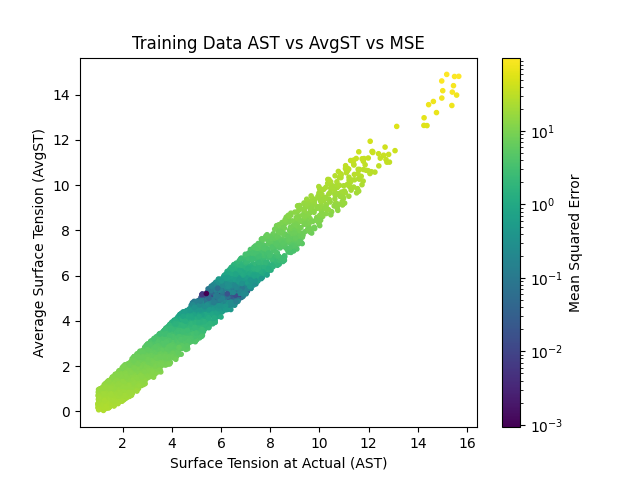 Training Data AST vs AvgST vs MSE
Average Surface Tension (AvgST)
14
12
10
8
6
4
2
0
2 4 6 8 10 12 14 16
Surface Tension at Actual (AST)
10¹
10⁰
10⁻¹
10⁻²
10⁻³
Mean Squared Error